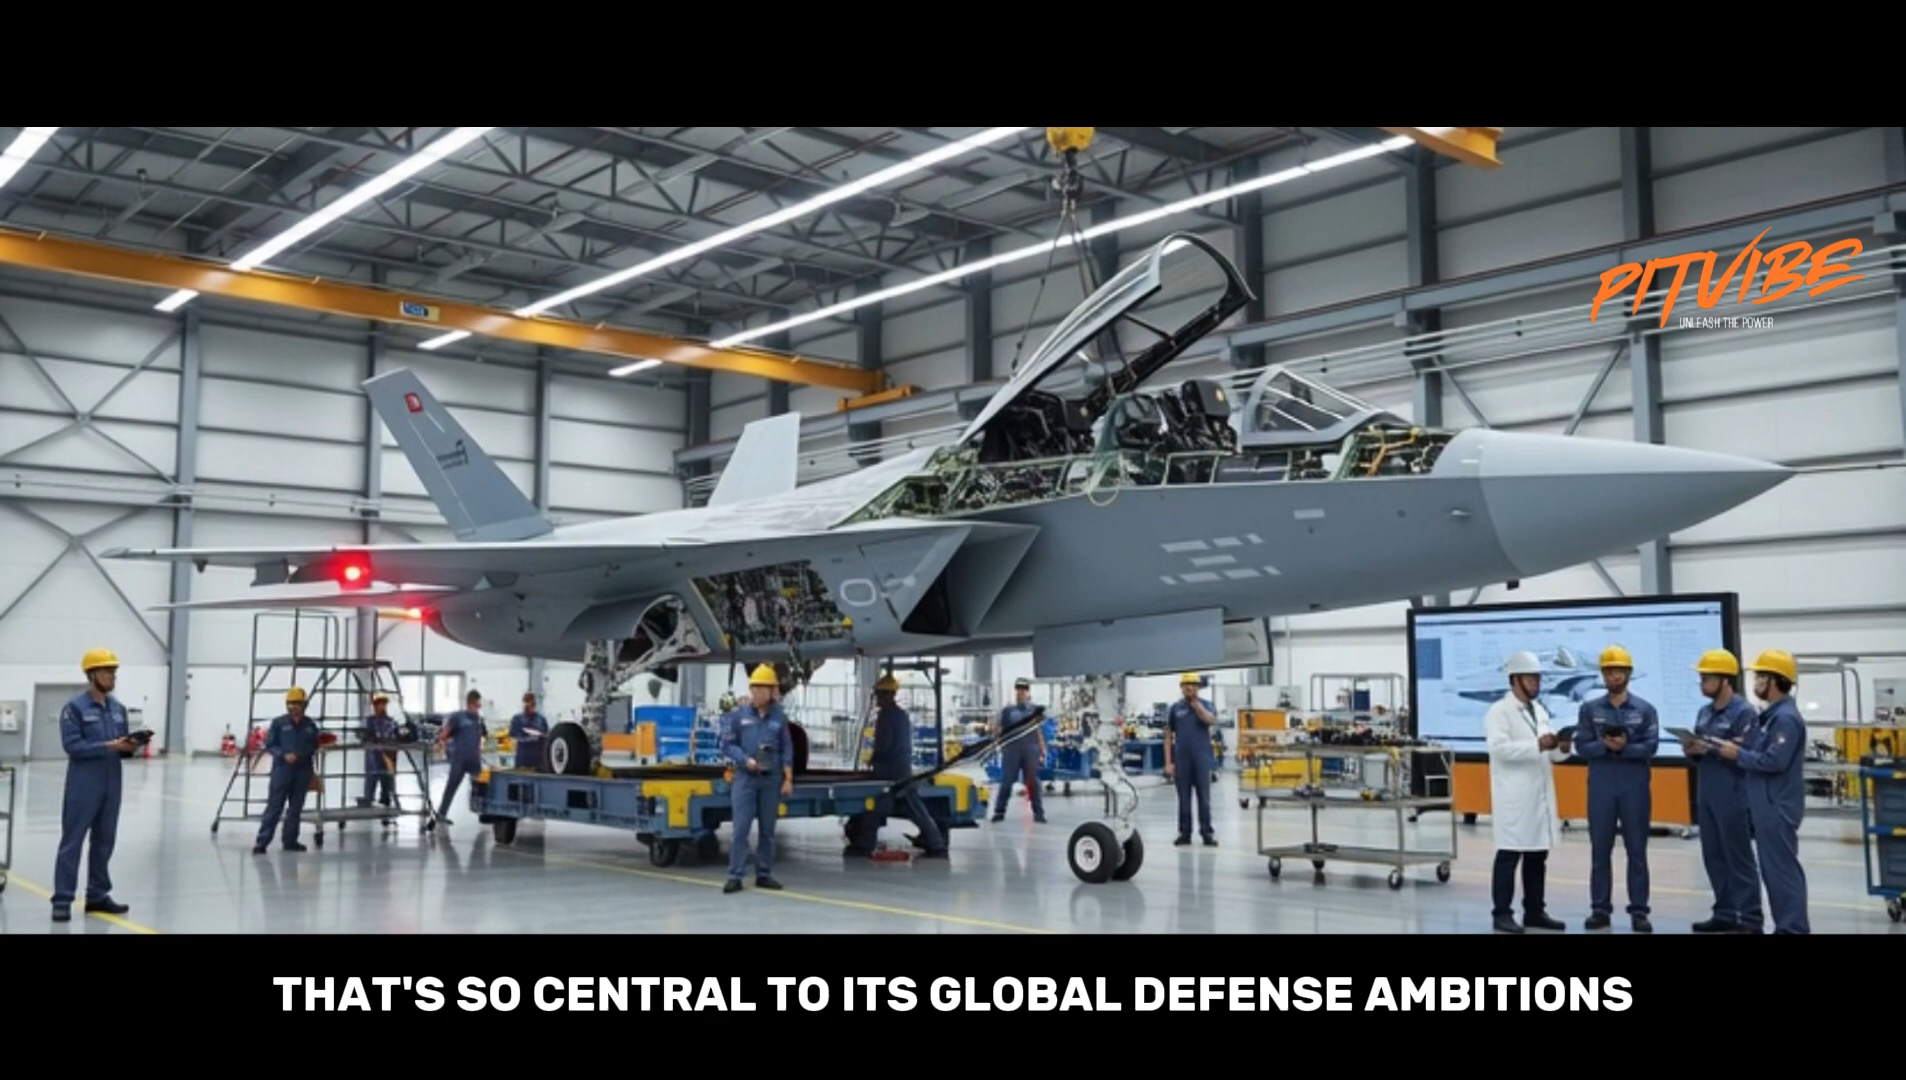 PITVIBE
UNLEASH THE POWER
THAT'S SO CENTRAL TO ITS GLOBAL DEFENSE AMBITIONS